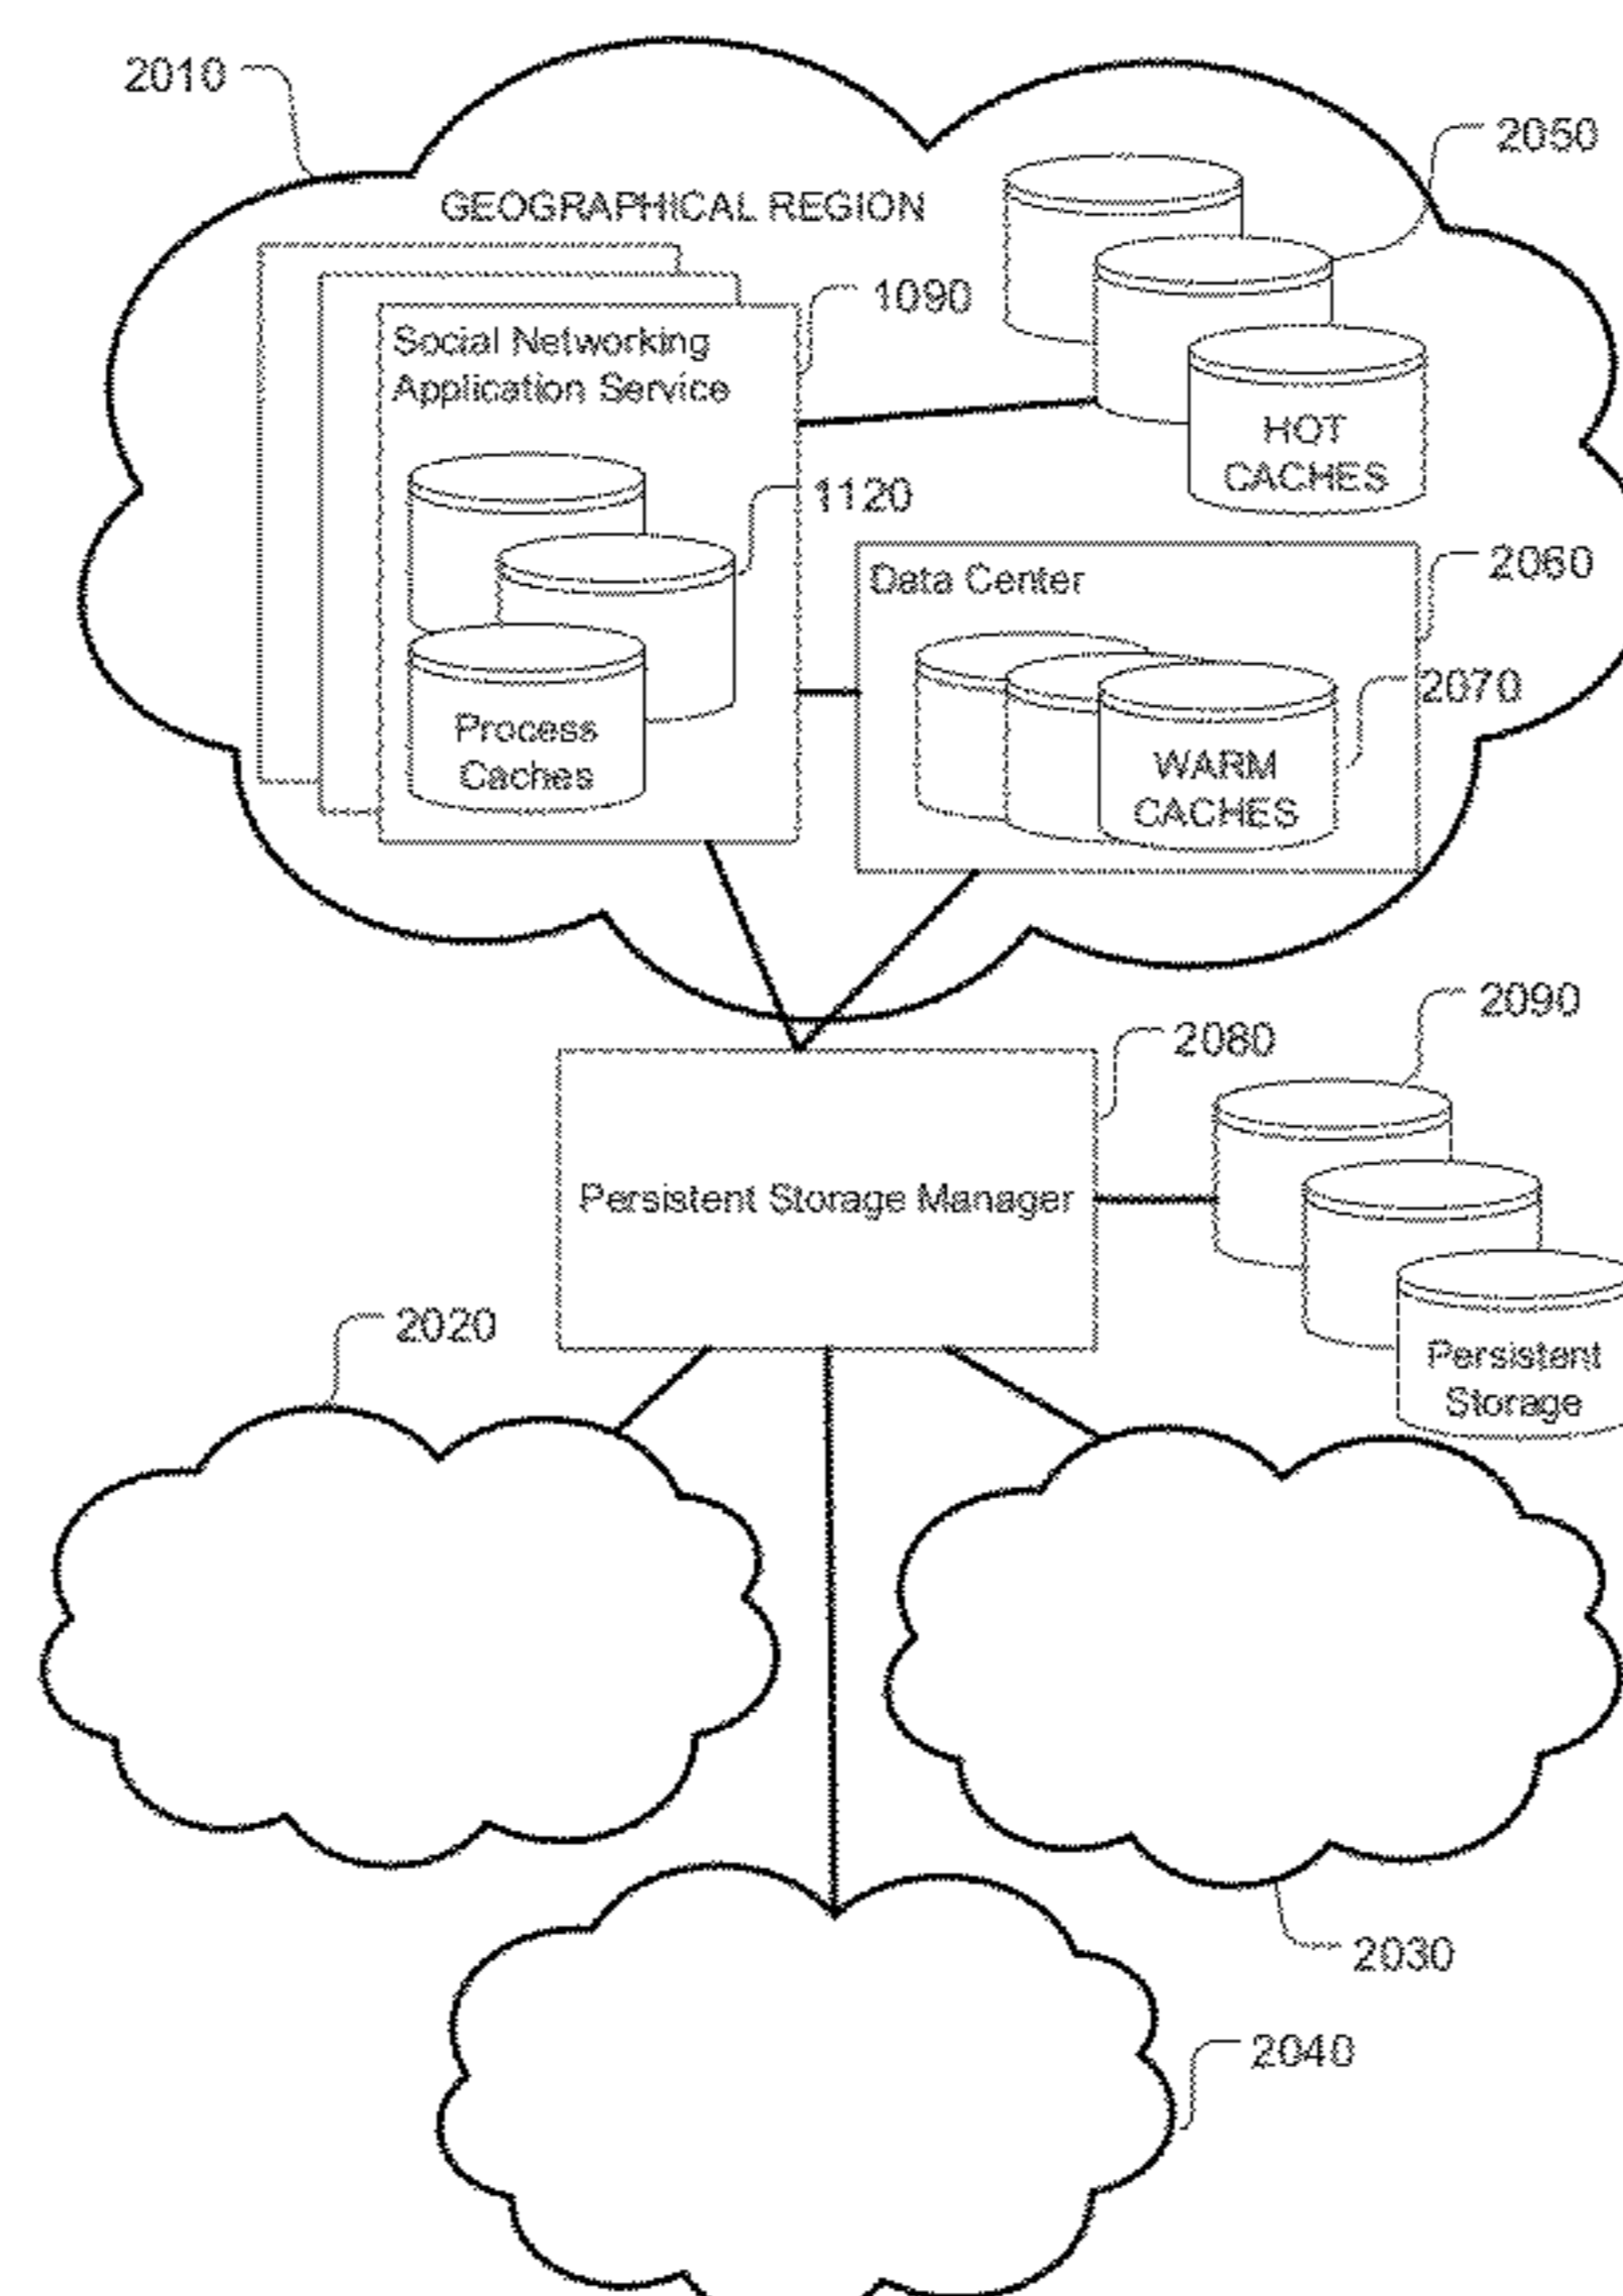 2010
2050
GEOGRAPHICAL REGION
1090
Social Networking
Application Service
HOT
CACHES
1120
2060
Data Center
2070
Process
Caches
WARM
CACHES
2090
2080
Persistent Storage Manager
2020
Persistent
Storage
2030
2040